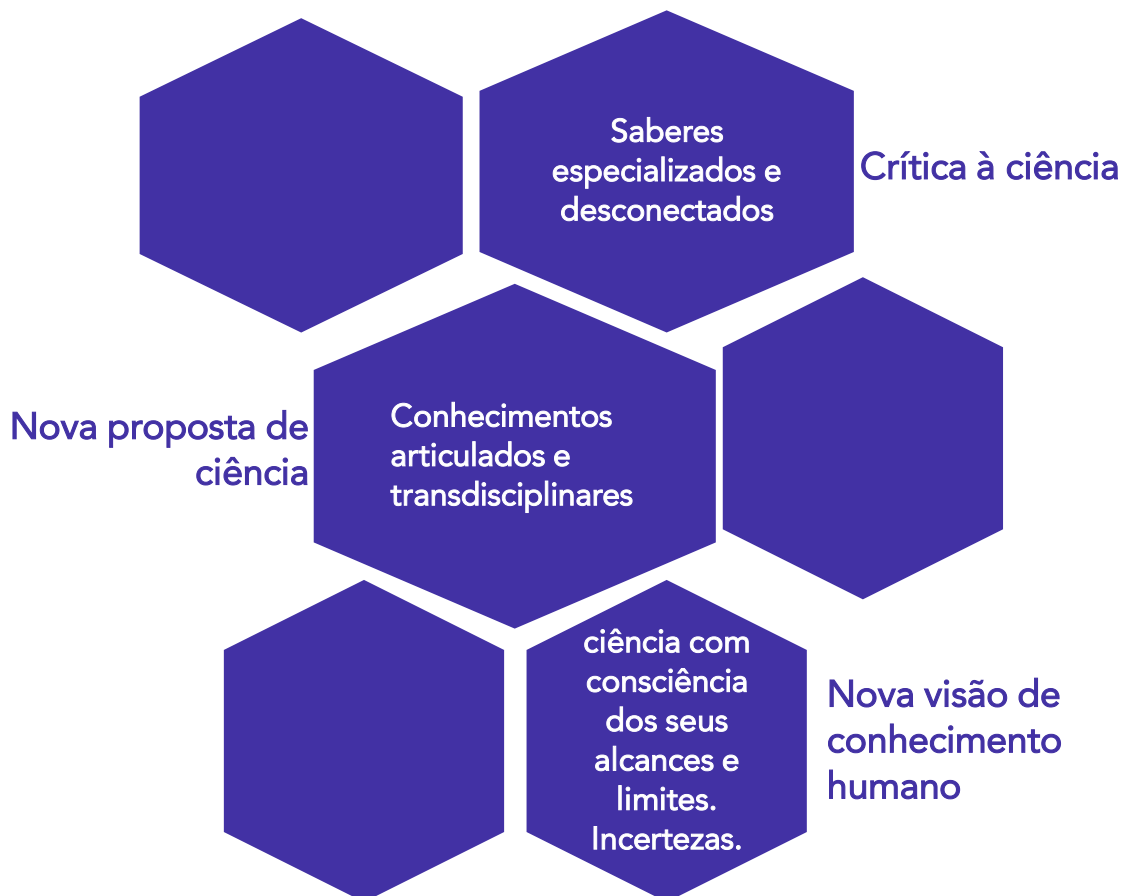 Saberes
especializados e
desconectados
Crítica à ciência
Nova proposta de
ciência
Conhecimentos
articulados e
transdisciplinares
ciência com
consciência
dos seus
alcances e
limites.
Incertezas.
Nova visão de
conhecimento
humano